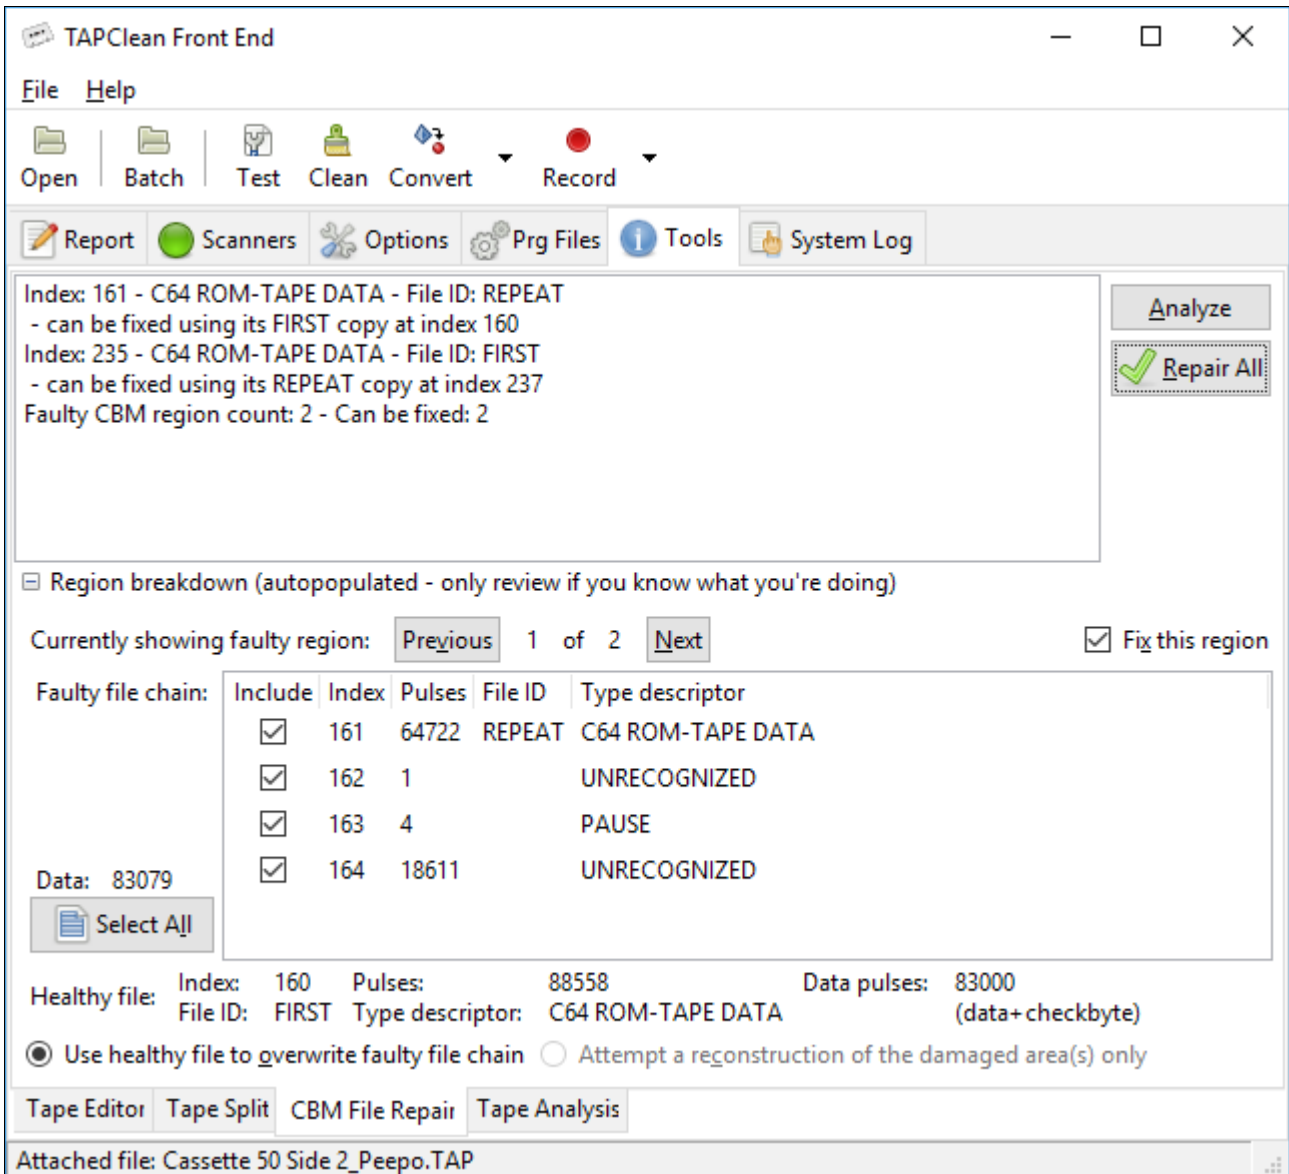 TAPClean Front End
File Help
Open Batch Test Clean Convert Record
Report Scanners Options Prg Files Tools System Log
Index: 161 - C64 ROM-TAPE DATA - File ID: REPEAT
- can be fixed using its FIRST copy at index 160
Index: 235 - C64 ROM-TAPE DATA - File ID: FIRST
- can be fixed using its REPEAT copy at index 237
Faulty CBM region count: 2 - Can be fixed: 2
Analyze
Repair All
Region breakdown (autopopulated - only review if you know what you're doing)
Currently showing faulty region: Previous 1 of 2 Next Fix this region
Faulty file chain: Include Index Pulses File ID Type descriptor
161 64722 REPEAT C64 ROM-TAPE DATA
162 1 UNRECOGNIZED
163 4 PAUSE
164 18611 UNRECOGNIZED
Data: 83079
Select All
Healthy file: Index: 160 Pulses: 88558 Data pulses: 83000
File ID: FIRST Type descriptor: C64 ROM-TAPE DATA (data+checkbyte)
Use healthy file to overwrite faulty file chain Attempt a reconstruction of the damaged area(s) only
Tape Editor Tape Split CBM File Repair Tape Analysis
Attached file: Cassette 50 Side 2_Peepo.TAP